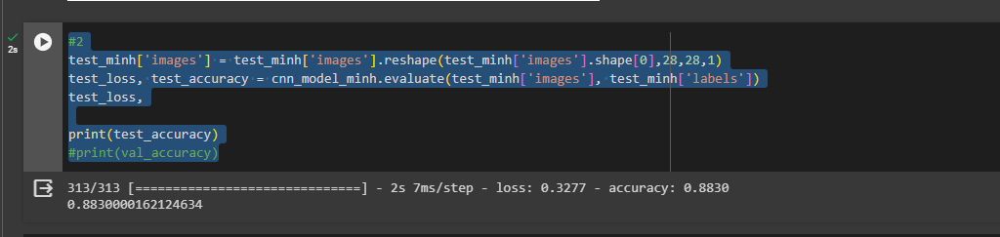 2s
#2
test_minh['images'] = test_minh['images'].reshape(test_minh['images'].shape[0],28,28,1)
test_loss, test_accuracy = cnn_model_minh.evaluate(test_minh['images'], test_minh['labels'])
test_loss,
print(test_accuracy)
#print(val_accuracy)
313/313 [==============================] - 2s 7ms/step - loss: 0.3277 - accuracy: 0.8830
0.8830000162124634